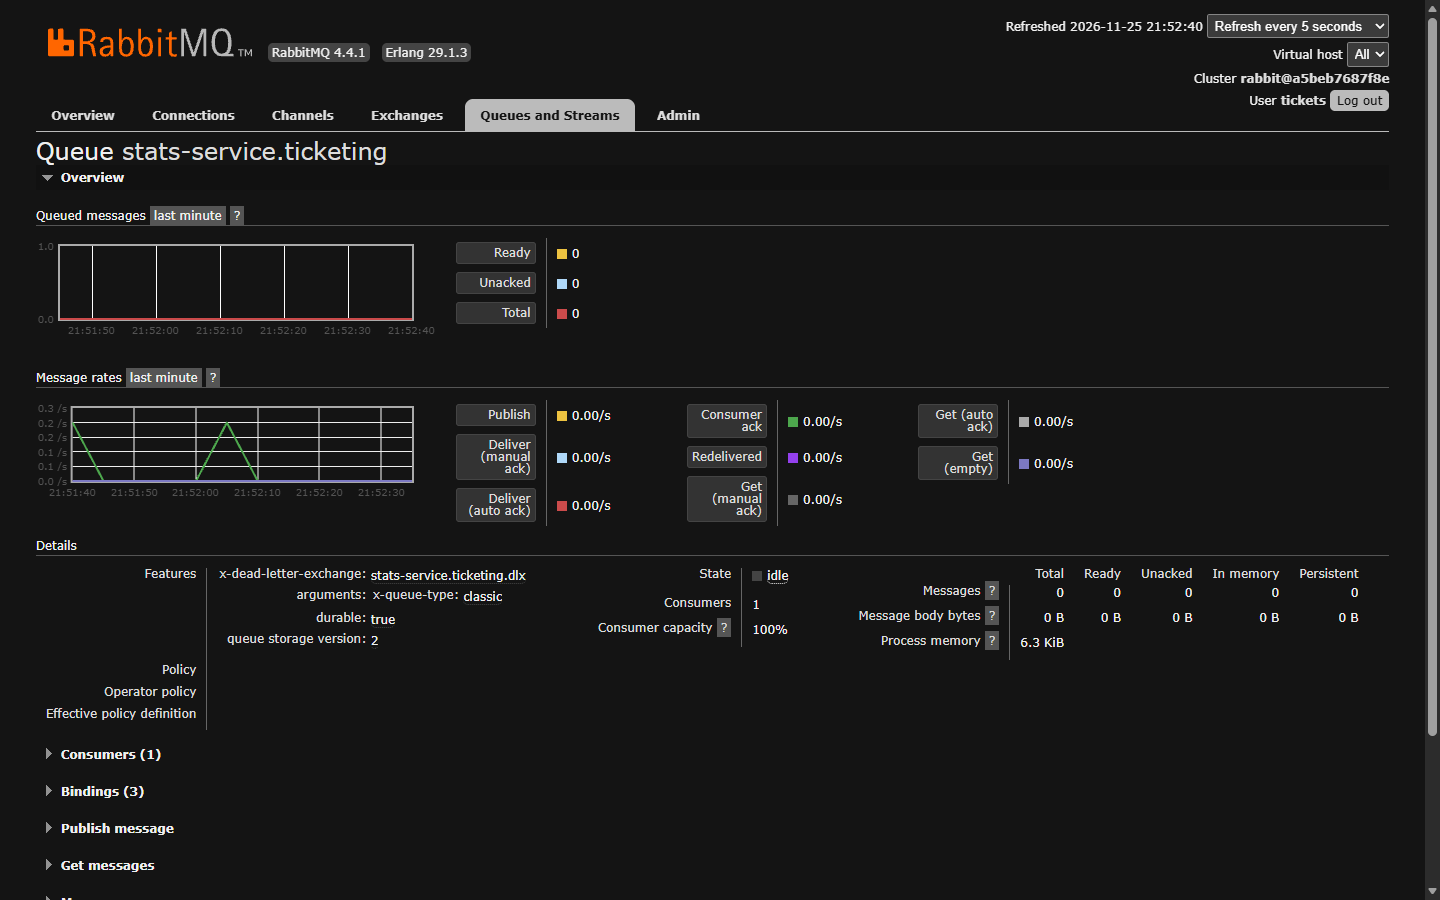 RabbitMQ TM
RabbitMQ 4.4.1 Erlang 29.1.3
Refreshed 2026-11-25 21:52:40 Refresh every 5 seconds
Virtual host All
Cluster rabbit@a5beb7687f8e
User tickets Log out
Overview Connections Channels Exchanges Queues and Streams Admin
Queue stats-service.ticketing
Overview
Queued messages last minute ?
1.0
0.0
21:51:50 21:52:00 21:52:10 21:52:20 21:52:30 21:52:40
Ready 0
Unacked 0
Total 0
Message rates last minute ?
0.3 /s
0.2 /s
0.2 /s
0.1 /s
0.1 /s
0.0 /s
21:51:40 21:51:50 21:52:00 21:52:10 21:52:20 21:52:30
Publish 0.00/s
Deliver (manual ack) 0.00/s
Deliver (auto ack) 0.00/s
Consumer ack 0.00/s
Redelivered 0.00/s
Get (manual ack) 0.00/s
Get (auto ack) 0.00/s
Get (empty) 0.00/s
Details
Features
x-dead-letter-exchange: stats-service.ticketing.dlx
arguments: x-queue-type: classic
durable: true
queue storage version: 2
Policy
Operator policy
Effective policy definition
State idle
Consumers 1
Consumer capacity ? 100%
Total Ready Unacked In memory Persistent
Messages ? 0 0 0 0 0
Message body bytes ? 0 B 0 B 0 B 0 B 0 B
Process memory ? 6.3 KiB
Consumers (1)
Bindings (3)
Publish message
Get messages